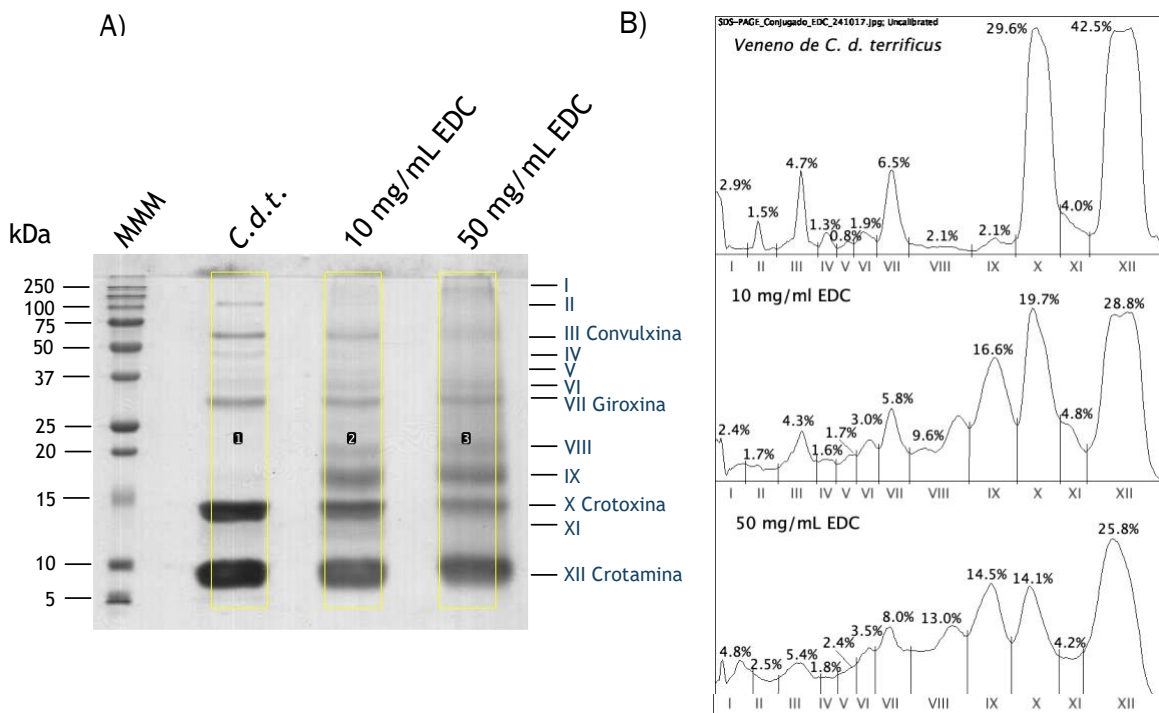 A)
B)
kDa
MMM
C.d.t.
10 mg/mL EDC
50 mg/mL EDC
250
100
75
50
37
25
20
15
10
5
1
2
3
I
II
III Convulxina
IV
V
VI
VII Giroxina
VIII
IX
X Crotoxina
XI
XII Crotamina
SDS-PAGE_Conjugado_EDC_241017.jpg; Uncalibrated
Veneno de C. d. terrificus
2.9%
1.5%
4.7%
1.3%
0.8%
1.9%
6.5%
2.1%
2.1%
29.6%
4.0%
42.5%
I II III IV V VI VII VIII IX X XI XII
10 mg/ml EDC
2.4%
1.7%
4.3%
1.6%
1.7%
3.0%
5.8%
9.6%
16.6%
19.7%
4.8%
28.8%
I II III IV V VI VII VIII IX X XI XII
50 mg/mL EDC
4.8%
2.5%
5.4%
1.8%
2.4%
3.5%
8.0%
13.0%
14.5%
14.1%
4.2%
25.8%
I II III IV V VI VII VIII IX X XI XII